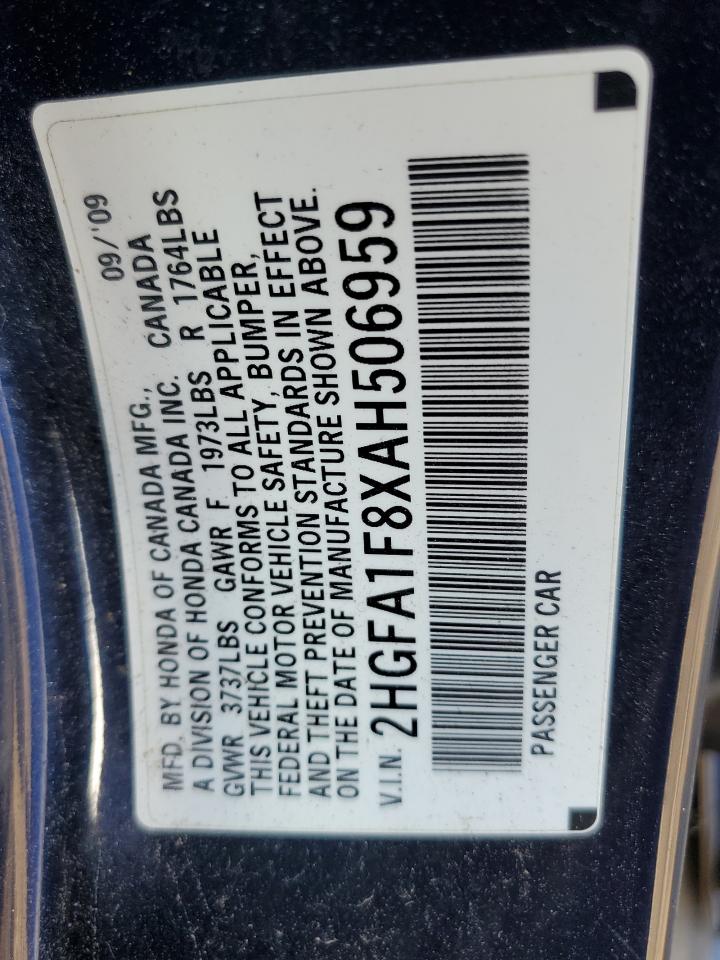 09/'09
MFD. BY HONDA OF CANADA MFG., CANADA
A DIVISION OF HONDA CANADA INC.
GVWR 3737LBS GAWR F 1973LBS R 1764LBS
THIS VEHICLE CONFORMS TO ALL APPLICABLE
FEDERAL MOTOR VEHICLE SAFETY, BUMPER,
AND THEFT PREVENTION STANDARDS IN EFFECT
ON THE DATE OF MANUFACTURE SHOWN ABOVE.
V.I.N. 2HGFA1F8XAH506959
PASSENGER CAR